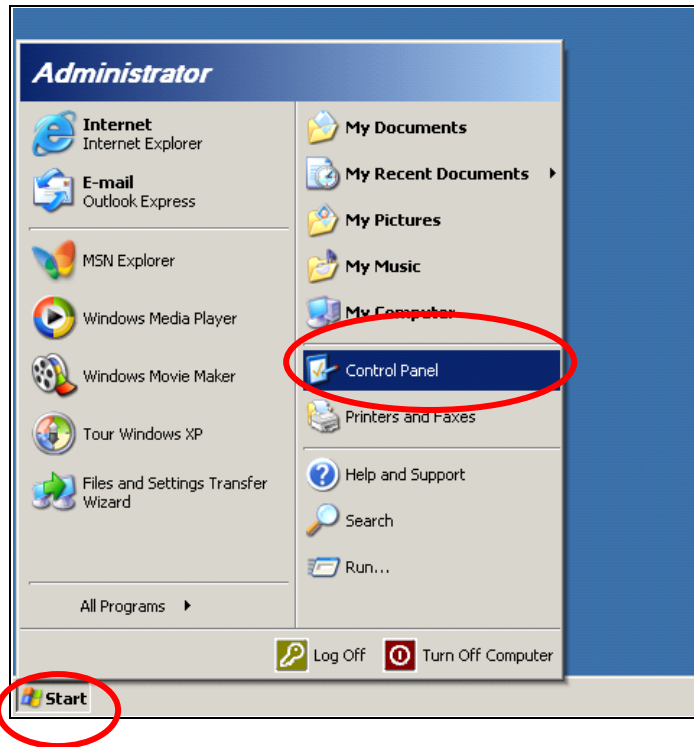 Administrator
Internet
Internet Explorer
E-mail
Outlook Express
MSN Explorer
Windows Media Player
Windows Movie Maker
Tour Windows XP
Files and Settings Transfer
Wizard
All Programs
My Documents
My Recent Documents
My Pictures
My Music
My Computer
Control Panel
Printers and Faxes
Help and Support
Search
Run...
Log Off
Turn Off Computer
Start